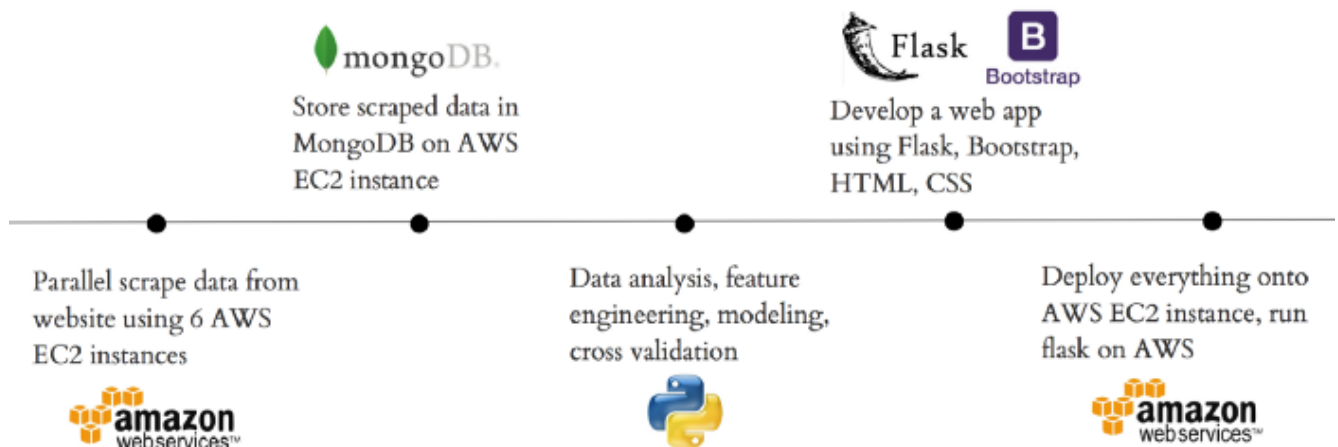 mongoDB.
Store scraped data in
MongoDB on AWS
EC2 instance
Flask
B
Bootstrap
Develop a web app
using Flask, Bootstrap,
HTML, CSS
Parallel scrape data from
website using 6 AWS
EC2 instances
amazon
webservices™
Data analysis, feature
engineering, modeling,
cross validation
Deploy everything onto
AWS EC2 instance, run
flask on AWS
amazon
webservices™